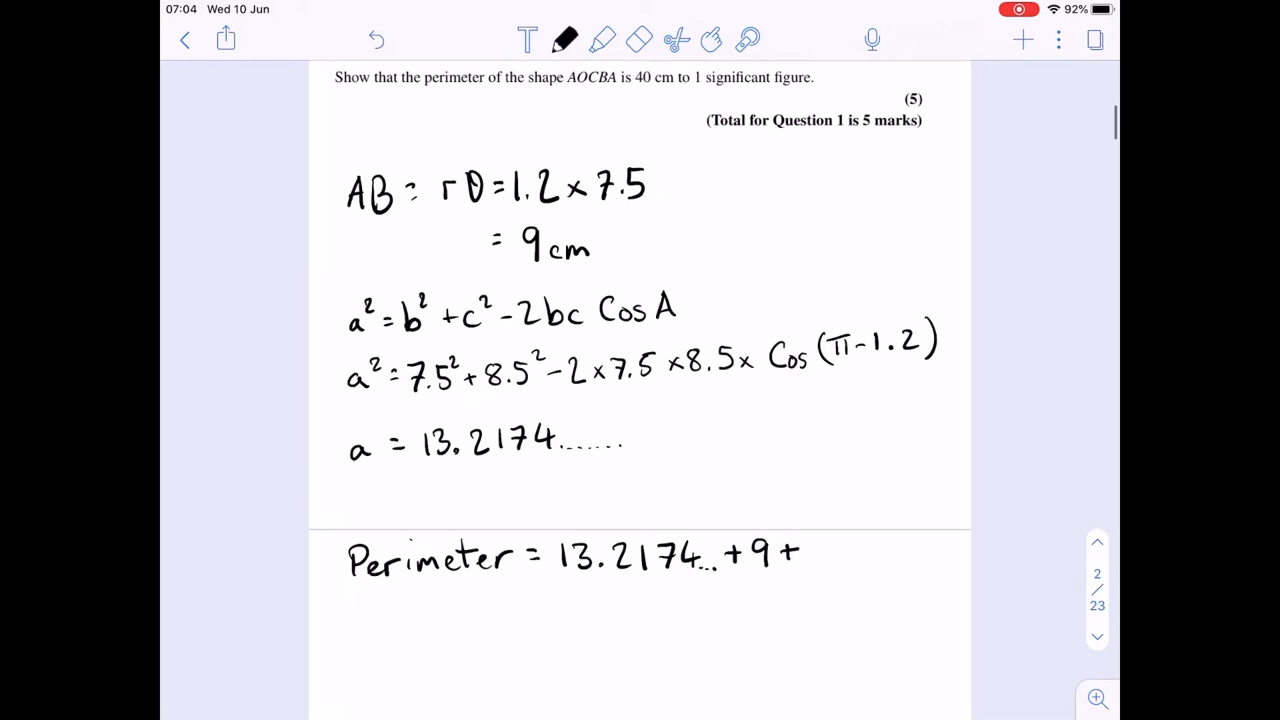 07:04 Wed 10 Jun 92%
T
Show that the perimeter of the shape AOCBA is 40 cm to 1 significant figure.
(5)
(Total for Question 1 is 5 marks)
AB = rθ = 1.2 × 7.5
= 9 cm
a² = b² + c² - 2bc Cos A
a² = 7.5² + 8.5² - 2 × 7.5 × 8.5 × Cos (π - 1.2)
a = 13.2174.......
Perimeter = 13.2174... + 9 +
2
/
23